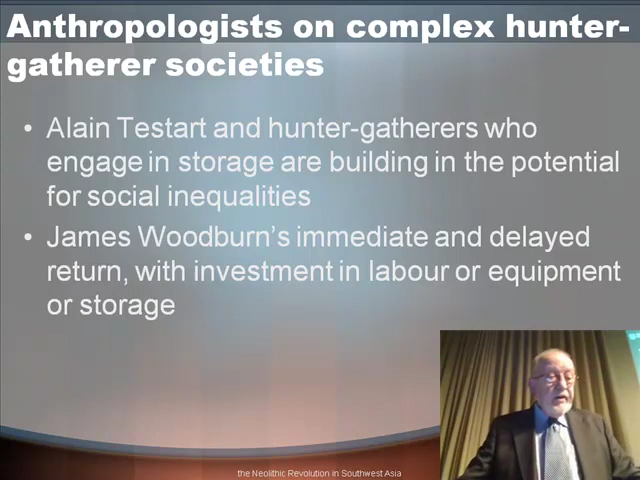 Anthropologists on complex hunter-
gatherer societies
• Alain Testart and hunter-gatherers who
engage in storage are building in the potential
for social inequalities
• James Woodburn's immediate and delayed
return, with investment in labour or equipment
or storage
the Neolithic Revolution in Southwest Asia